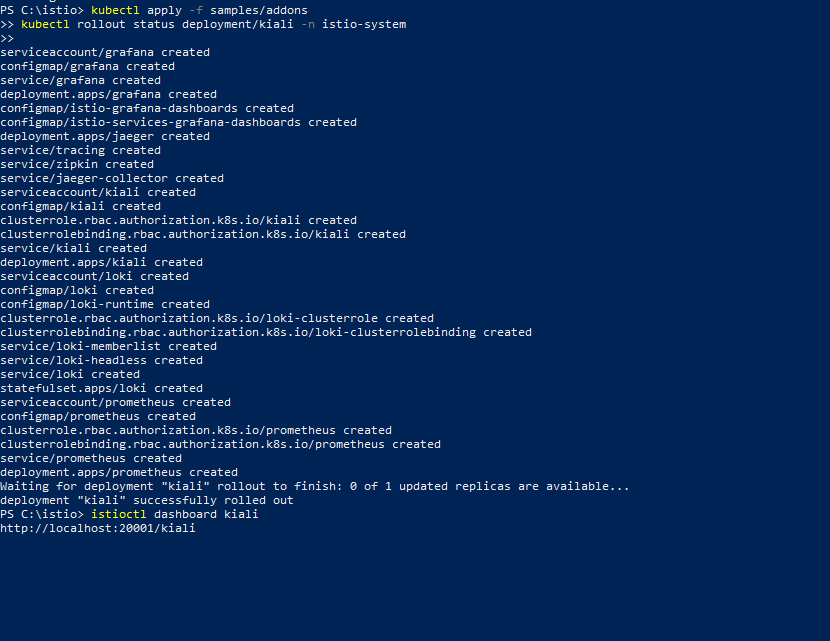 PS C:\istio> kubectl apply -f samples/addons
>> kubectl rollout status deployment/kiali -n istio-system
>>
serviceaccount/grafana created
configmap/grafana created
service/grafana created
deployment.apps/grafana created
configmap/istio-grafana-dashboards created
configmap/istio-services-grafana-dashboards created
deployment.apps/jaeger created
service/tracing created
service/zipkin created
service/jaeger-collector created
serviceaccount/kiali created
configmap/kiali created
clusterrole.rbac.authorization.k8s.io/kiali created
clusterrolebinding.rbac.authorization.k8s.io/kiali created
service/kiali created
deployment.apps/kiali created
serviceaccount/loki created
configmap/loki created
configmap/loki-runtime created
clusterrole.rbac.authorization.k8s.io/loki-clusterrole created
clusterrolebinding.rbac.authorization.k8s.io/loki-clusterrolebinding created
service/loki-memberlist created
service/loki-headless created
service/loki created
statefulset.apps/loki created
serviceaccount/prometheus created
configmap/prometheus created
clusterrole.rbac.authorization.k8s.io/prometheus created
clusterrolebinding.rbac.authorization.k8s.io/prometheus created
service/prometheus created
deployment.apps/prometheus created
Waiting for deployment "kiali" rollout to finish: 0 of 1 updated replicas are available...
deployment "kiali" successfully rolled out
PS C:\istio> istioctl dashboard kiali
http://localhost:20001/kiali